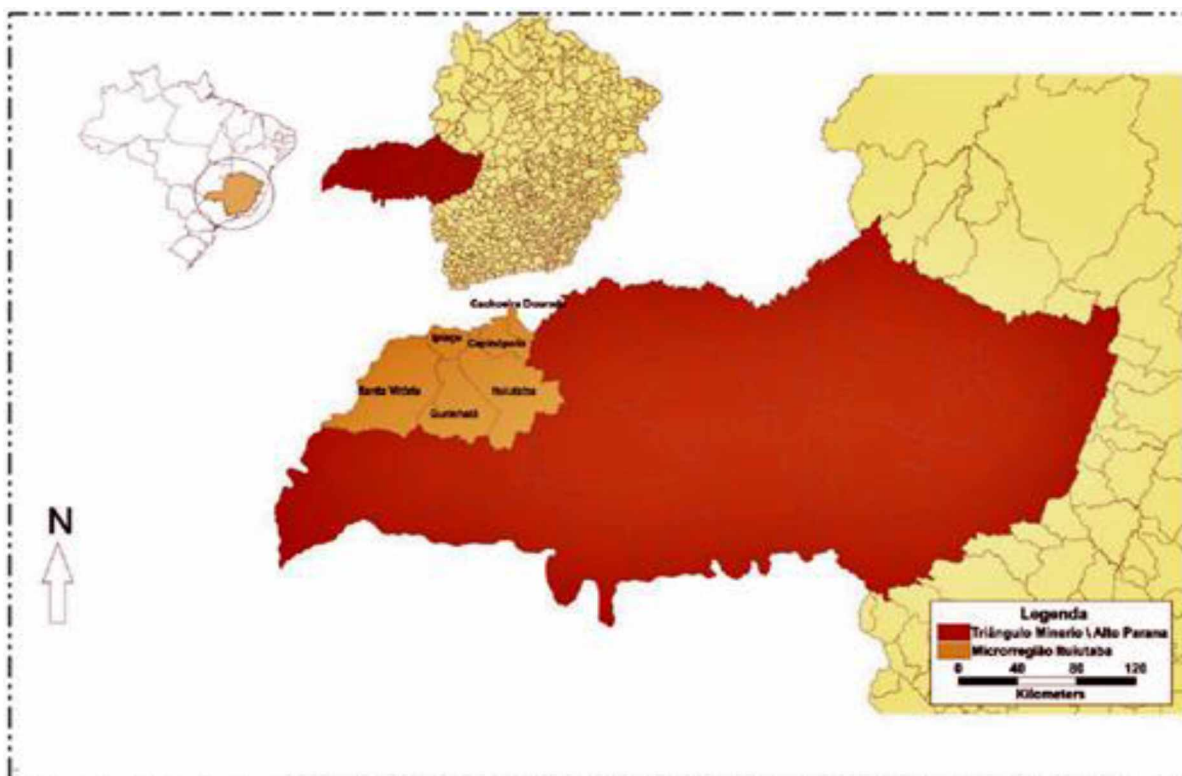 Cachoeira Dourada
Ipiaçu
Capinópolis
Santa Vitória
Ituiutaba
Gurinhatã
N
Legenda
Triângulo Minerio \ Alto Parana
Microrregião Ituiutaba
0 40 80 120
Kilometers